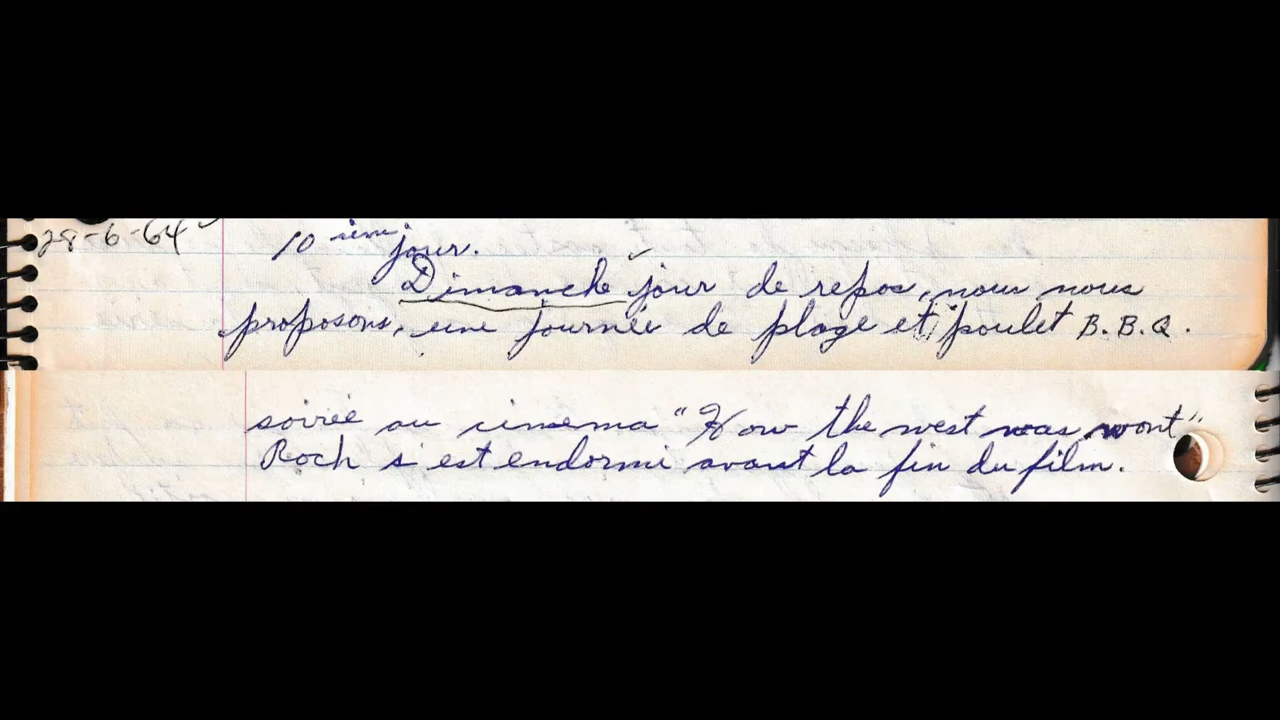 28-6-64
10 ième jour.
Dimanche jour de repos, nous nous
proposons, une journée de plage et poulet B.B.Q.
soirée au cinema "How the west was wont"
Roch s est endormi avant la fin du film.